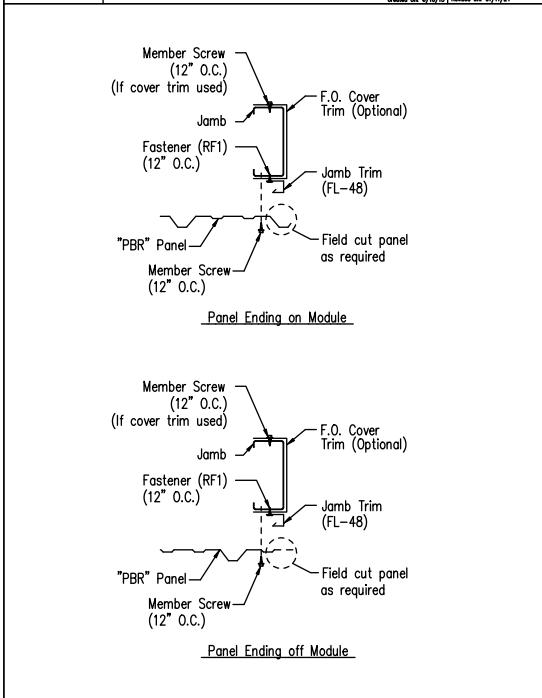 Member Screw
(12" O.C.)
(If cover trim used)
Jamb
Fastener (RF1)
(12" O.C.)
F.O. Cover
Trim (Optional)
Jamb Trim
(FL-48)
"PBR" Panel
Member Screw
(12" O.C.)
Field cut panel
as required
Panel Ending on Module
Member Screw
(12" O.C.)
(If cover trim used)
Jamb
Fastener (RF1)
(12" O.C.)
F.O. Cover
Trim (Optional)
Jamb Trim
(FL-48)
"PBR" Panel
Member Screw
(12" O.C.)
Field cut panel
as required
Panel Ending off Module